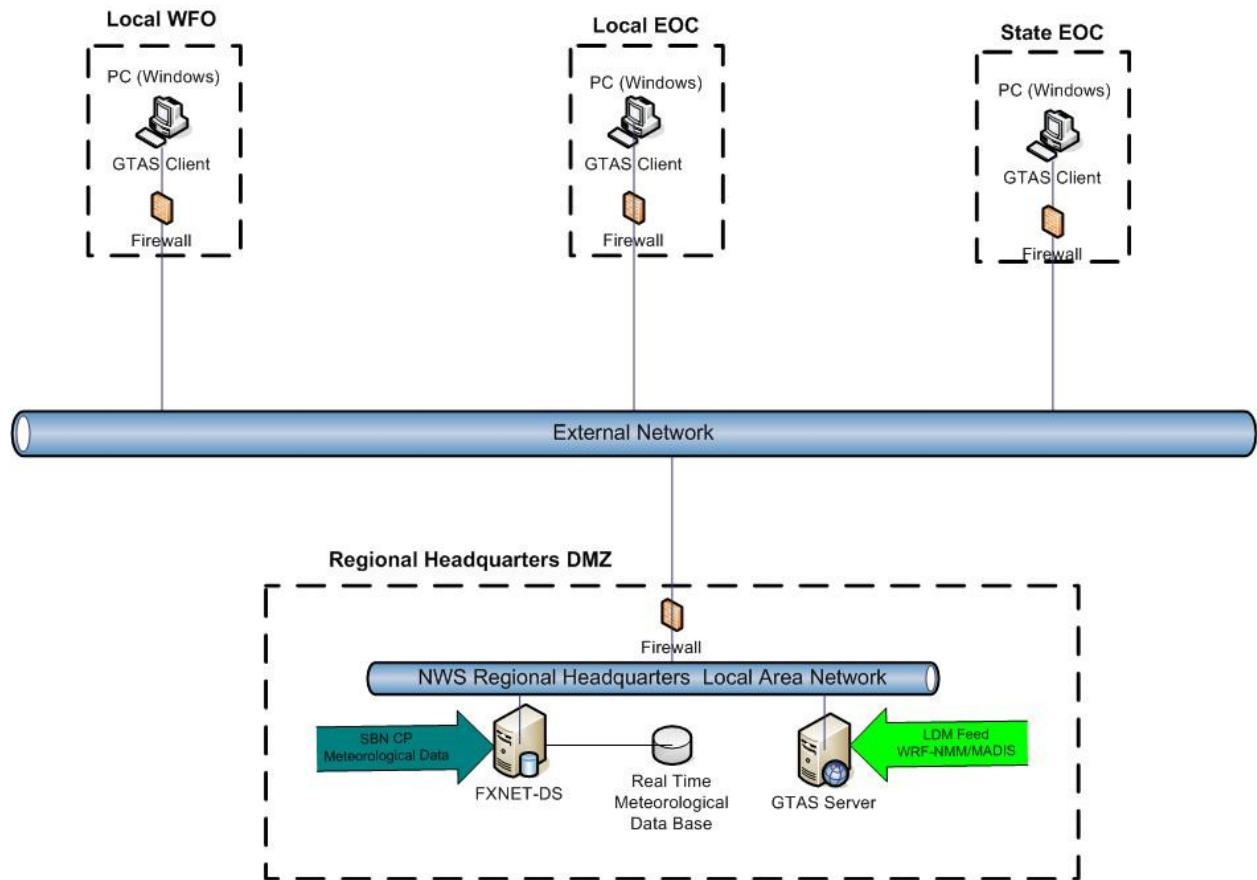 Local WFO
PC (Windows)
GTAS Client
Firewall
Local EOC
PC (Windows)
GTAS Client
Firewall
State EOC
PC (Windows)
GTAS Client
Firewall
External Network
Regional Headquarters DMZ
Firewall
NWS Regional Headquarters Local Area Network
SBN CP
Meteorological Data
FXNET-DS
Real Time
Meteorological
Data Base
GTAS Server
LDM Feed
WRF-NMM/MADIS